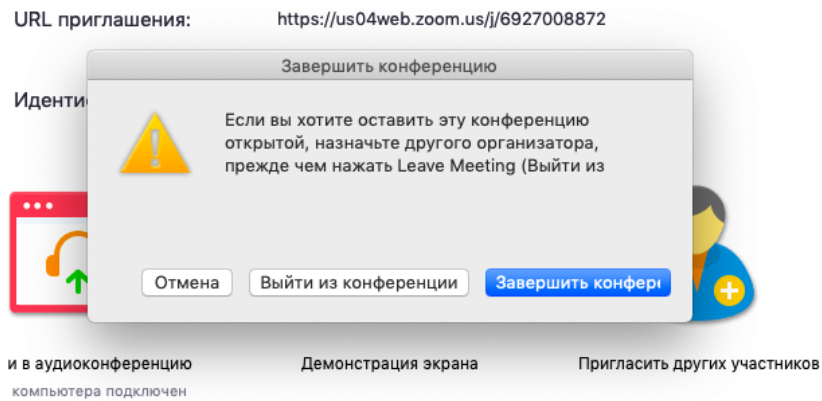 URL приглашения: https://us04web.zoom.us/j/6927008872
Завершить конференцию
Если вы хотите оставить эту конференцию
открытой, назначьте другого организатора,
прежде чем нажать Leave Meeting (Выйти из
Отмена Выйти из конференции Завершить
и в аудиоконференцию Демонстрация экрана Пригласить других участников
компьютера подключен